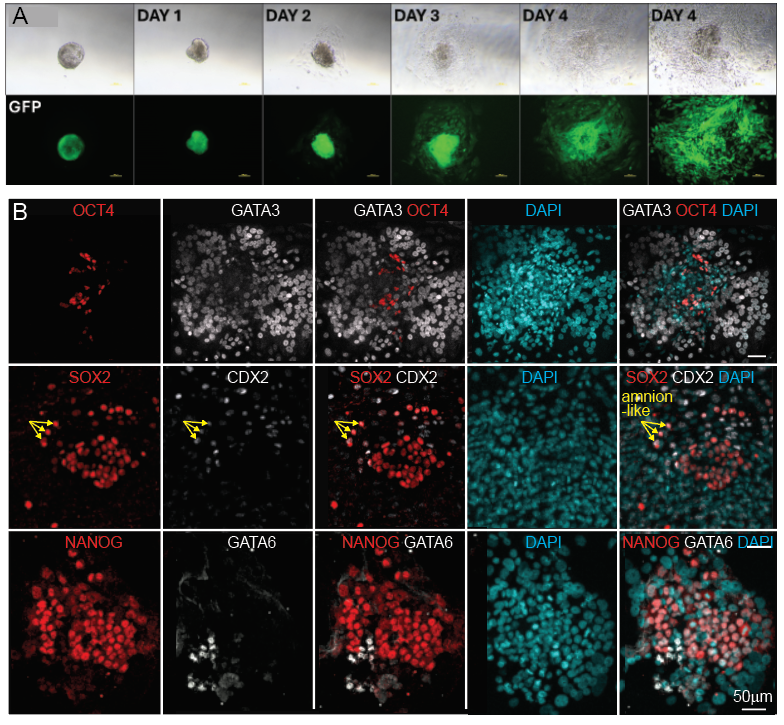 A
DAY 1
DAY 2
DAY 3
DAY 4
DAY 4
GFP
B
OCT4
GATA3
GATA3 OCT4
DAPI
GATA3 OCT4 DAPI
SOX2
CDX2
SOX2 CDX2
DAPI
SOX2 CDX2 DAPI
amnion
-like
NANOG
GATA6
NANOG GATA6
DAPI
NANOG GATA6 DAPI
50µm